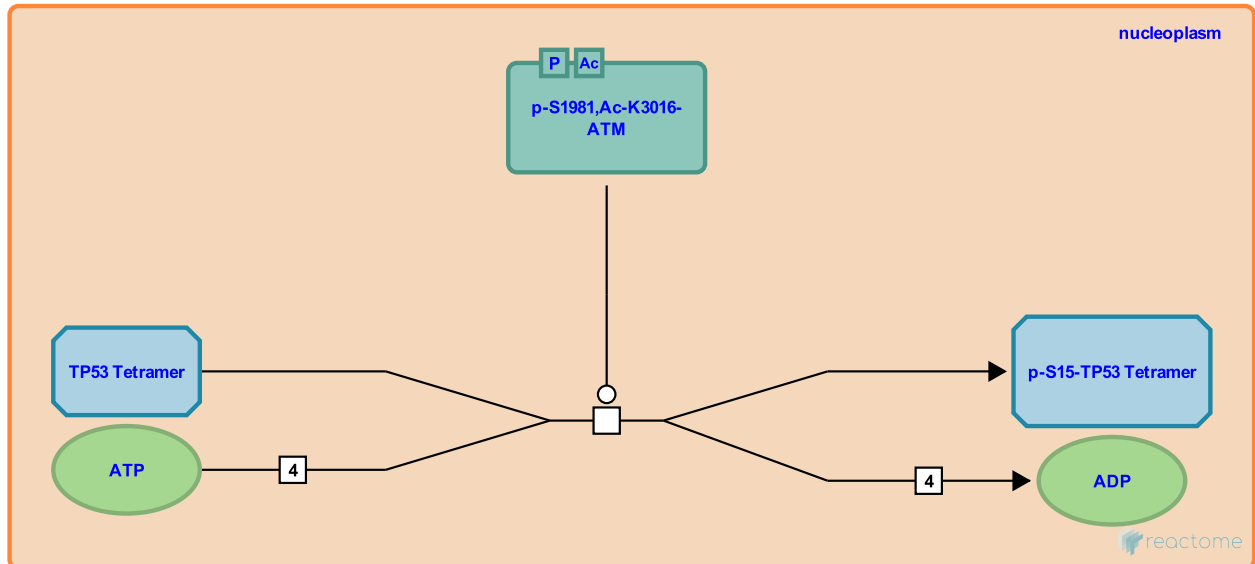 nucleoplasm
P Ac
p-S1981,Ac-K3016-
ATM
TP53 Tetramer
p-S15-TP53 Tetramer
ATP
4
4
ADP
reactome